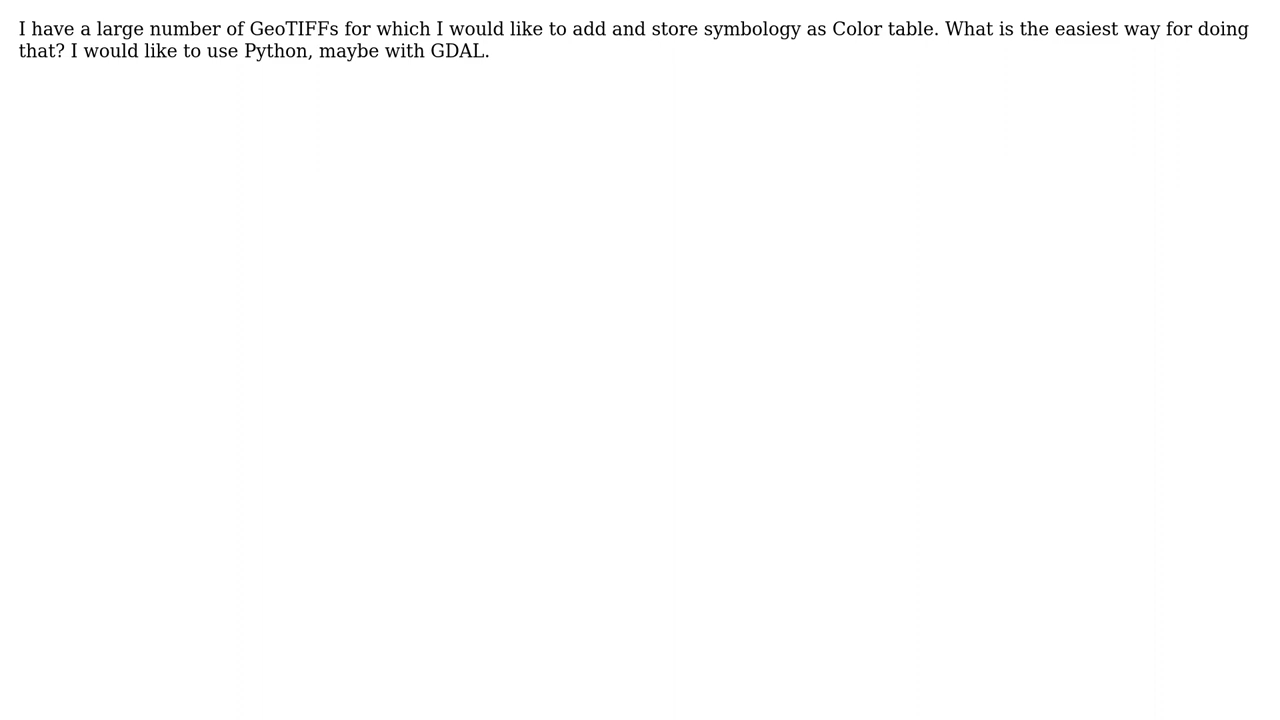 I have a large number of GeoTIFFs for which I would like to add and store symbology as Color table. What is the easiest way for doing
that? I would like to use Python, maybe with GDAL.